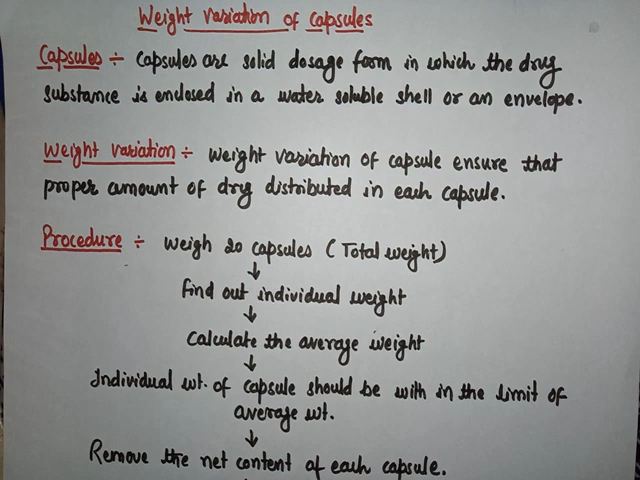 Weight variation of capsules
Capsules ÷ Capsules are solid dosage form in which the drug
substance is enclosed in a water soluble shell or an envelope.
Weight variation ÷ Weight variation of capsule ensure that
proper amount of drug distributed in each capsule.
Procedure ÷ Weigh 20 capsules (Total weight)
↓
Find out individual weight
↓
Calculate the average weight
↓
Individual wt. of capsule should be with in the limit of
average wt.
↓
Remove the net content of each capsule.